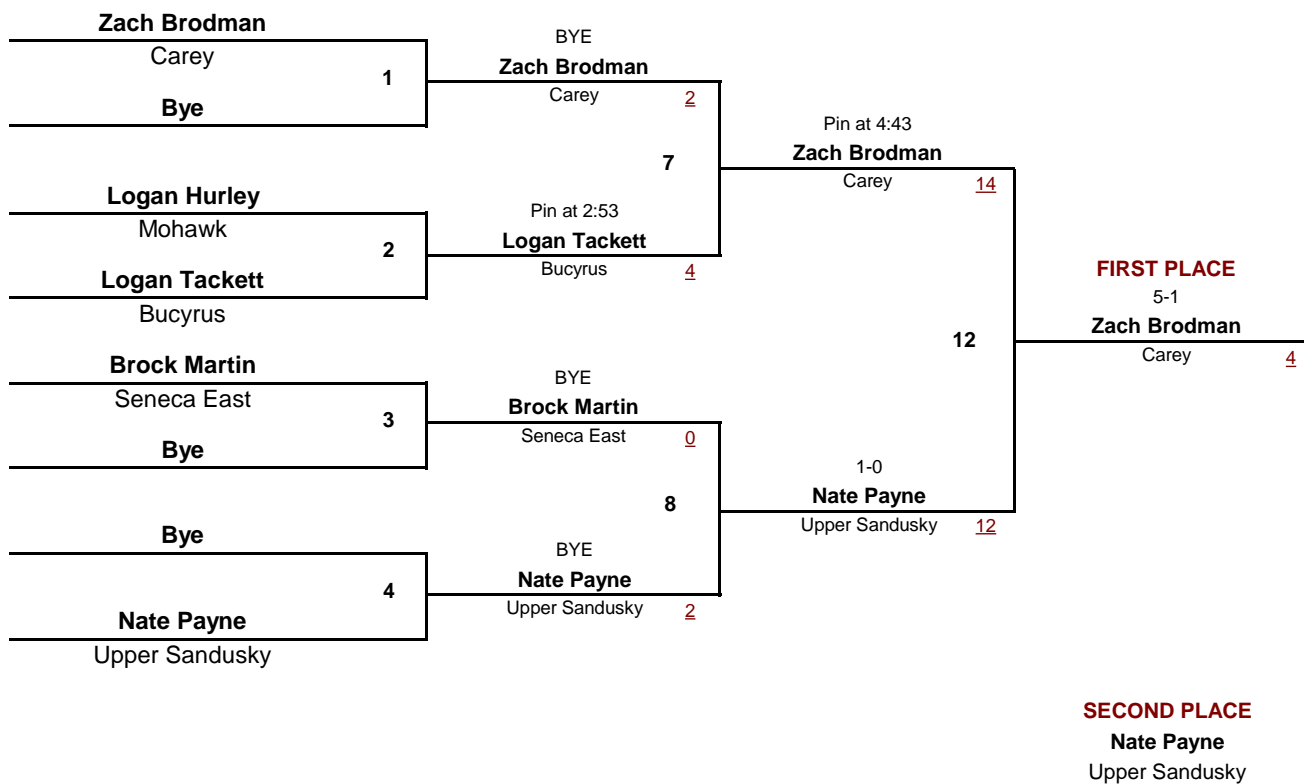 Zach Brodman
Carey
1
Bye
BYE
Zach Brodman
Carey
2
7
Logan Hurley
Mohawk
2
Logan Tackett
Bucyrus
Pin at 2:53
Logan Tackett
Bucyrus
4
Pin at 4:43
Zach Brodman
Carey
14
Brock Martin
Seneca East
3
Bye
BYE
Brock Martin
Seneca East
0
8
Bye
4
Nate Payne
Upper Sandusky
BYE
Nate Payne
Upper Sandusky
2
1-0
Nate Payne
Upper Sandusky
12
12
FIRST PLACE
5-1
Zach Brodman
Carey
4
SECOND PLACE
Nate Payne
Upper Sandusky